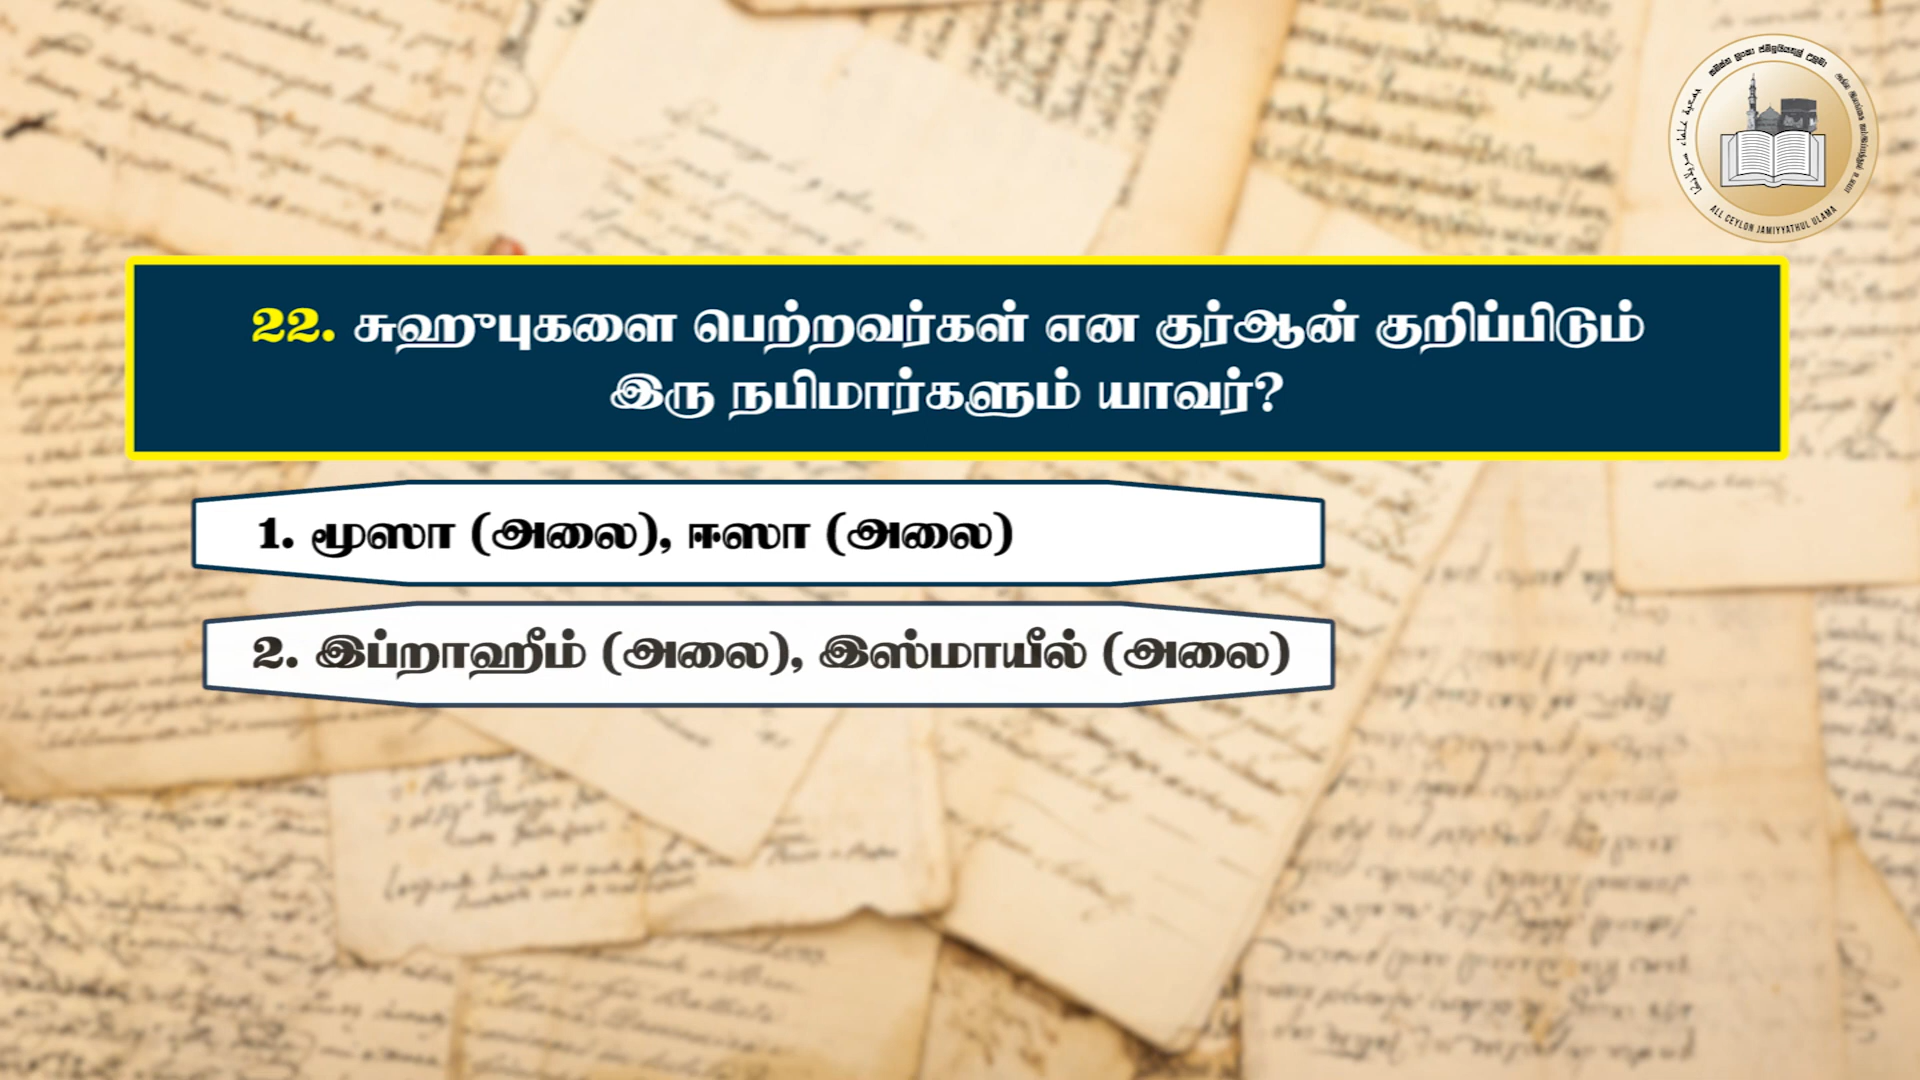 22. சுஹுபுகளை பெற்றவர்கள் என குர்ஆன் குறிப்பிடும்
இரு நபிமார்களும் யாவர்?
1. மூஸா (அலை), ஈஸா (அலை)
2. இப்றாஹீம் (அலை), இஸ்மாயீல் (அலை)
ALL CEYLON JAMIYYATHUL ULAMA